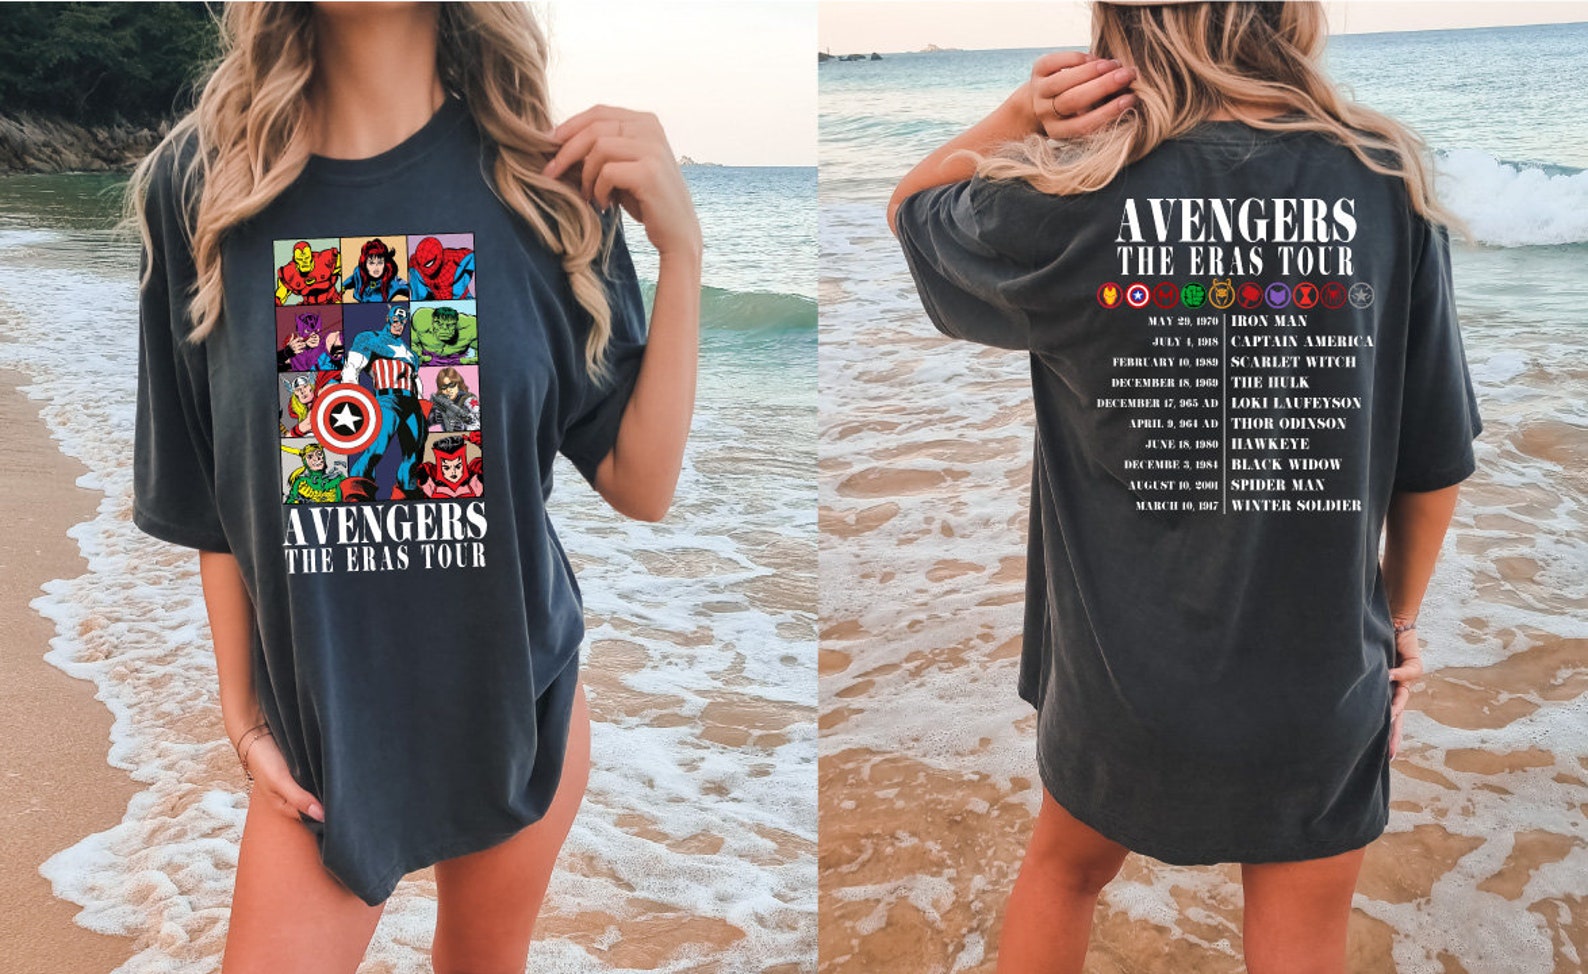 AVENGERS
THE ERAS TOUR
AVENGERS
THE ERAS TOUR
MAY 29, 1970 IRON MAN
JULY 4, 1918 CAPTAIN AMERICA
FEBRUARY 10, 1989 SCARLET WITCH
DECEMBER 18, 1969 THE HULK
DECEMBER 17, 965 AD LOKI LAUFEYSON
APRIL 9, 964 AD THOR ODINSON
JUNE 18, 1980 HAWKEYE
DECEMBE 3, 1984 BLACK WIDOW
AUGUST 10, 2001 SPIDER MAN
MARCH 10, 1917 WINTER SOLDIER